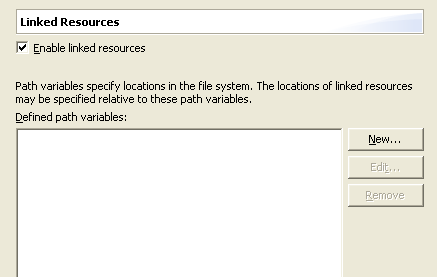 Linked Resources
Enable linked resources
Path variables specify locations in the file system. The locations of linked resources
may be specified relative to these path variables.
Defined path variables:
New...
Edit...
Remove